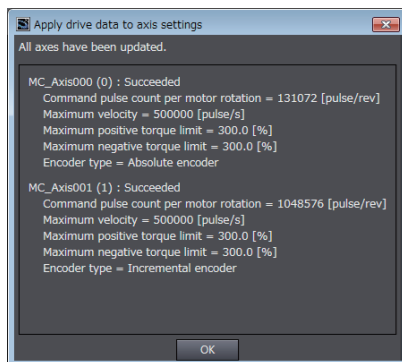 Apply drive data to axis settings
All axes have been updated.
MC_Axis000 (0) : Succeeded
Command pulse count per motor rotation = 131072 [pulse/rev]
Maximum velocity = 500000 [pulse/s]
Maximum positive torque limit = 300.0 [%]
Maximum negative torque limit = 300.0 [%]
Encoder type = Absolute encoder
MC_Axis001 (1) : Succeeded
Command pulse count per motor rotation = 1048576 [pulse/rev]
Maximum velocity = 500000 [pulse/s]
Maximum positive torque limit = 300.0 [%]
Maximum negative torque limit = 300.0 [%]
Encoder type = Incremental encoder
OK